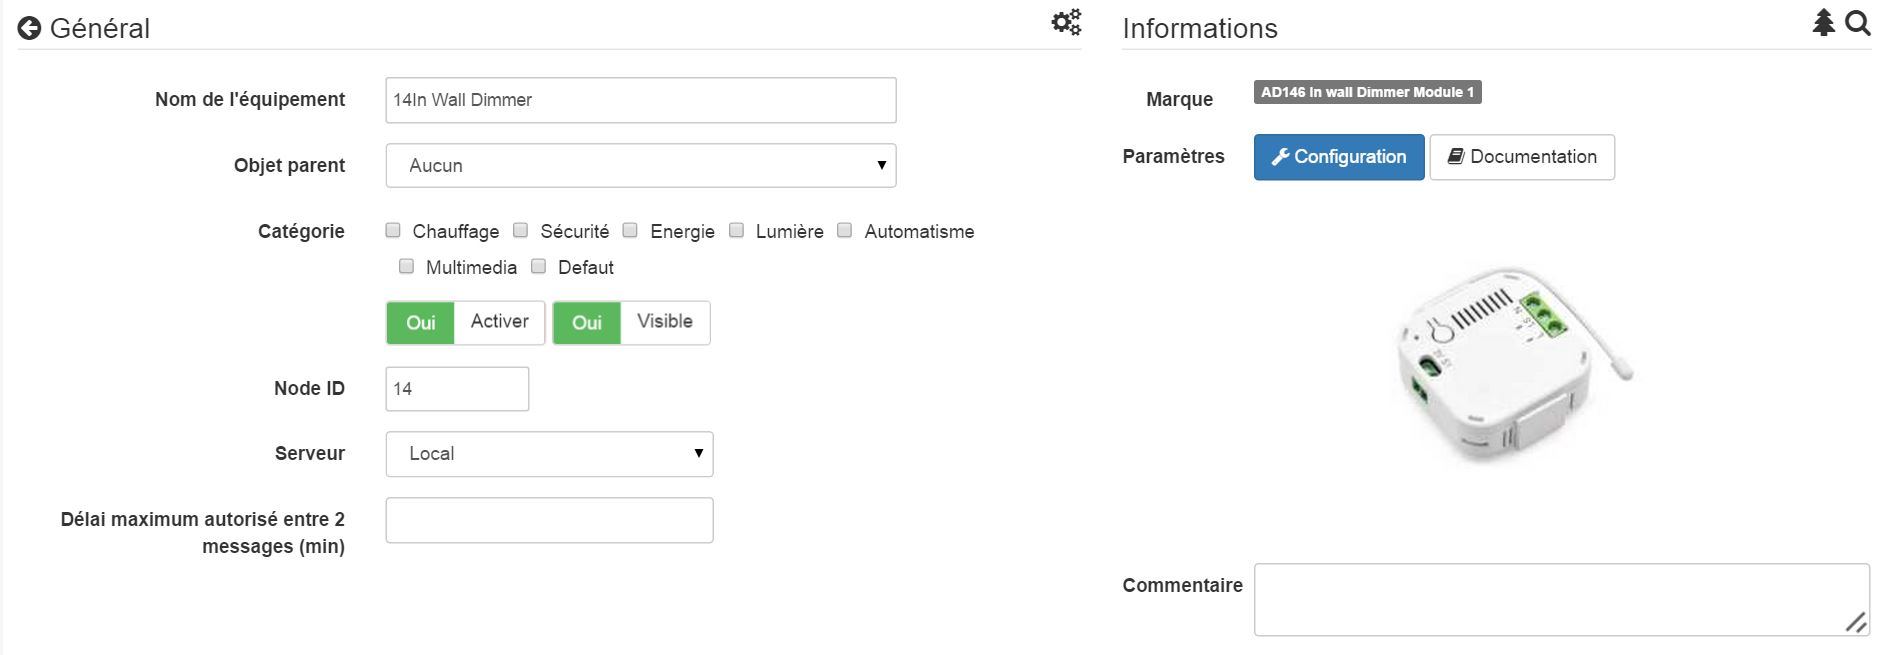 Général
Nom de l'équipement
14In Wall Dimmer
Objet parent
Aucun
Catégorie
Chauffage Sécurité Energie Lumière Automatisme
Multimedia Defaut
Oui Activer Oui Visible
Node ID
14
Serveur
Local
Délai maximum autorisé entre 2
messages (min)
Informations
Marque
AD146 In wall Dimmer Module 1
Paramètres
Configuration Documentation
Commentaire